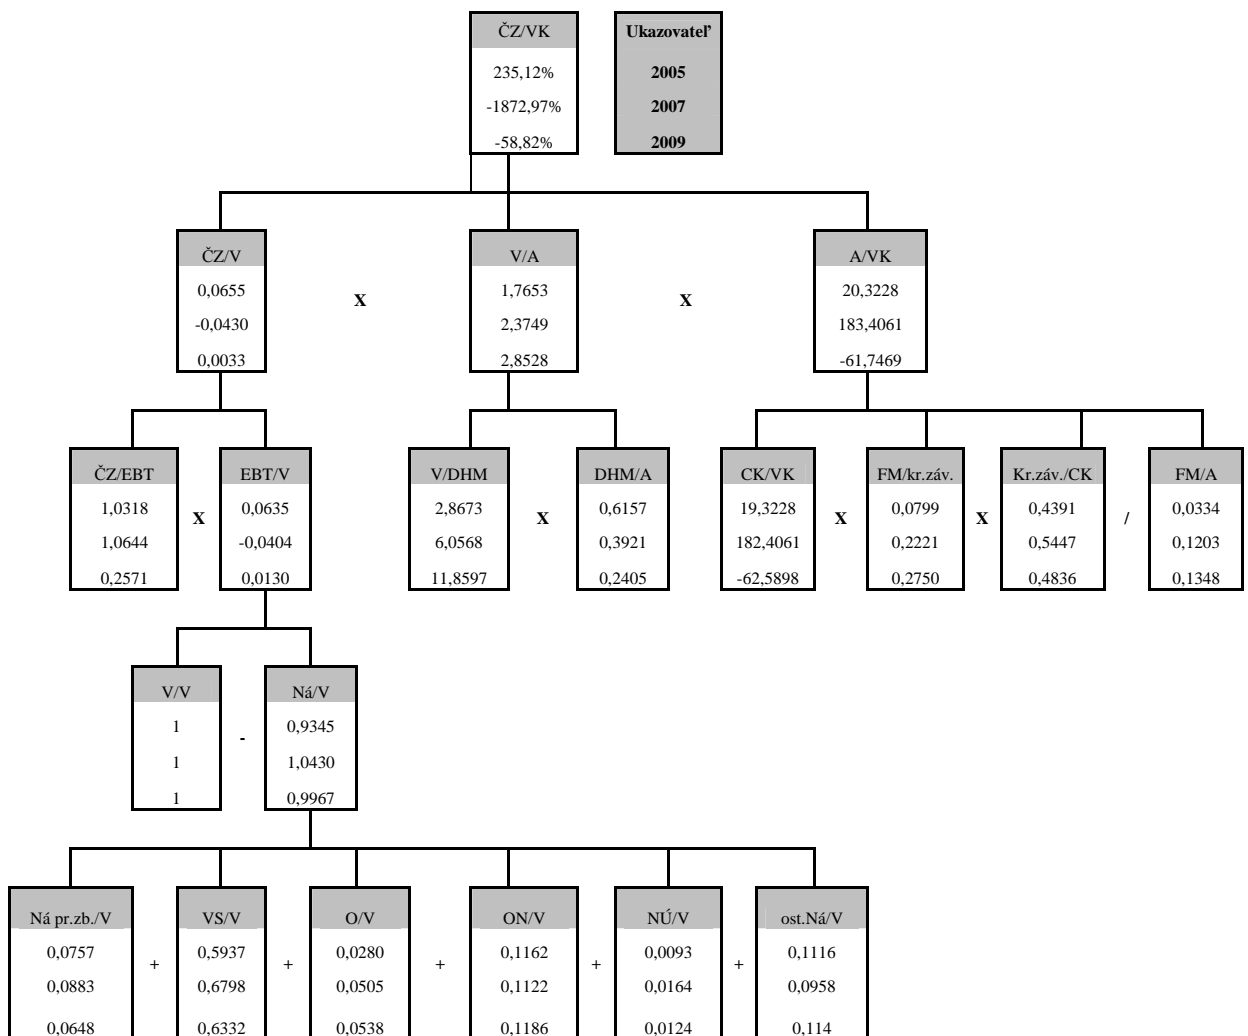 ČZ/VK Ukazovateľ
235,12% 2005
-1872,97% 2007
-58,82% 2009
ČZ/V V/A A/VK
0,0655 1,7653 20,3228
X X
-0,0430 2,3749 183,4061
0,0033 2,8528 -61,7469
ČZ/EBT EBT/V V/DHM DHM/A CK/VK FM/kr.záv. Kr.záv./CK FM/A
1,0318 0,0635 2,8673 0,6157 19,3228 0,0799 0,4391 0,0334
X X X X /
1,0644 -0,0404 6,0568 0,3921 182,4061 0,2221 0,5447 0,1203
0,2571 0,0130 11,8597 0,2405 -62,5898 0,2750 0,4836 0,1348
V/V Ná/V
1 0,9345
-
1 1,0430
1 0,9967
Ná pr.zb./V VS/V O/V ON/V NÚ/V ost.Ná/V
0,0757 0,5937 0,0280 0,1162 0,0093 0,1116
+ + + + +
0,0883 0,6798 0,0505 0,1122 0,0164 0,0958
0,0648 0,6332 0,0538 0,1186 0,0124 0,114